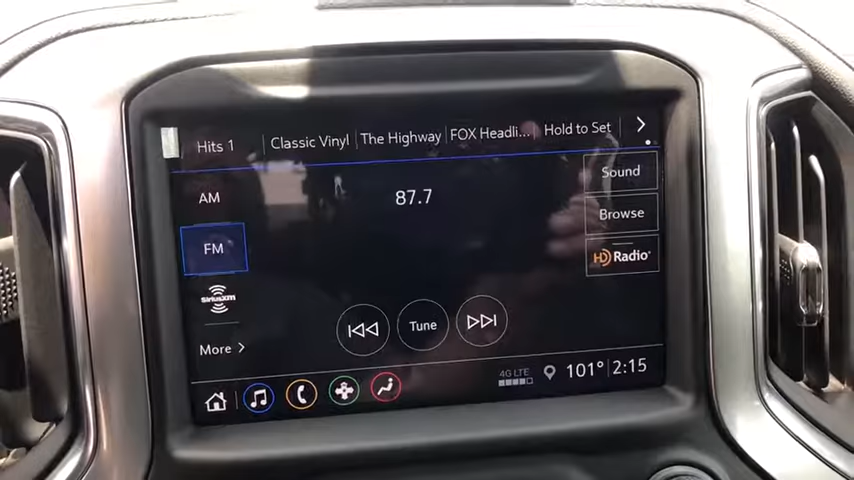 Hits 1 Classic Vinyl The Highway FOX Headli... Hold to Set
AM
87.7
Sound
FM
Browse
HD Radio
SiriusXM
More
Tune
4G LTE 101° 2:15